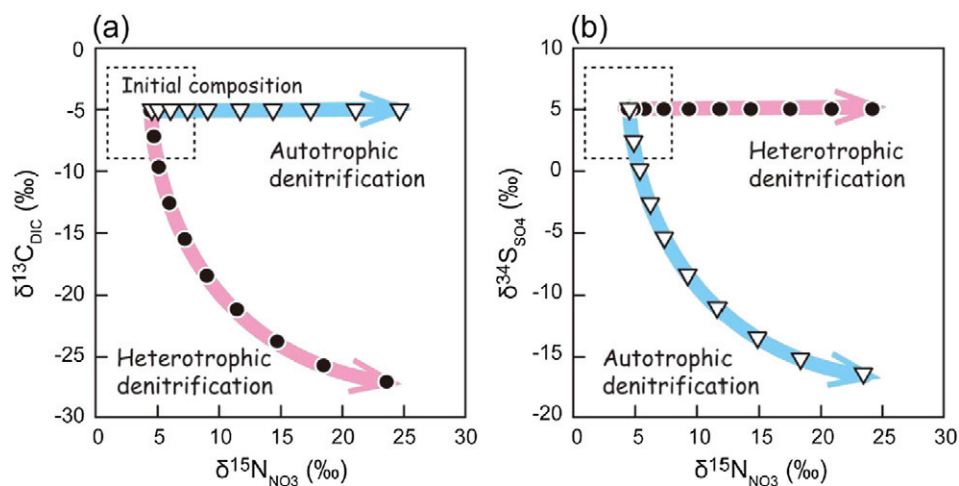 (a)
0
-5
-10
-15
-20
-25
-30
δ13CDIC (‰)
Initial composition
Autotrophic
denitrification
Heterotrophic
denitrification
0 5 10 15 20 25 30
δ15NNO3 (‰)
(b)
10
5
0
-5
-10
-15
-20
δ34SSO4 (‰)
Heterotrophic
denitrification
Autotrophic
denitrification
0 5 10 15 20 25 30
δ15NNO3 (‰)